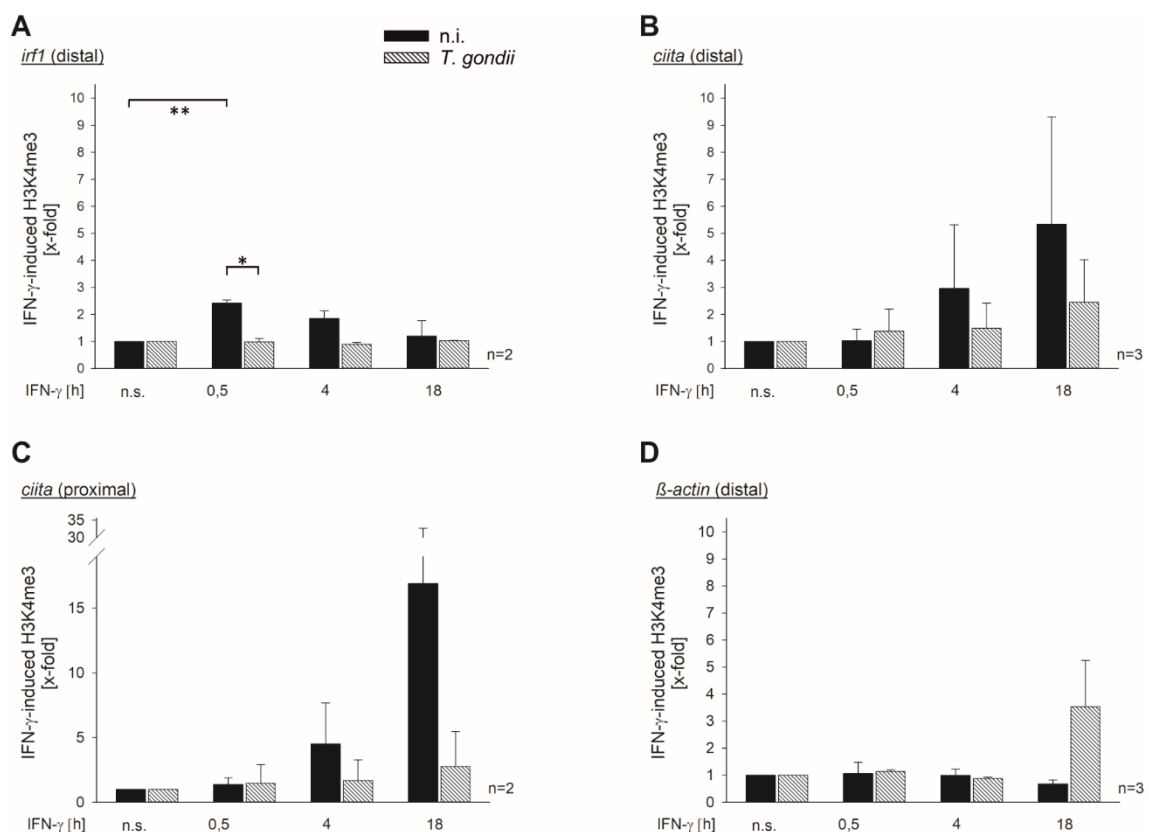 A
irf1 (distal)
n.i.
T. gondii
IFN-γ-induced H3K4me3
[x-fold]
10
9
8
7
6
5
4
3
2
1
0
**
*
n=2
IFN-γ [h] n.s. 0,5 4 18
B
ciita (distal)
IFN-γ-induced H3K4me3
[x-fold]
10
9
8
7
6
5
4
3
2
1
0
n=3
IFN-γ [h] n.s. 0,5 4 18
C
ciita (proximal)
IFN-γ-induced H3K4me3
[x-fold]
35
30
15
10
5
0
n=2
IFN-γ [h] n.s. 0,5 4 18
D
ß-actin (distal)
IFN-γ-induced H3K4me3
[x-fold]
10
9
8
7
6
5
4
3
2
1
0
n=3
IFN-γ [h] n.s. 0,5 4 18